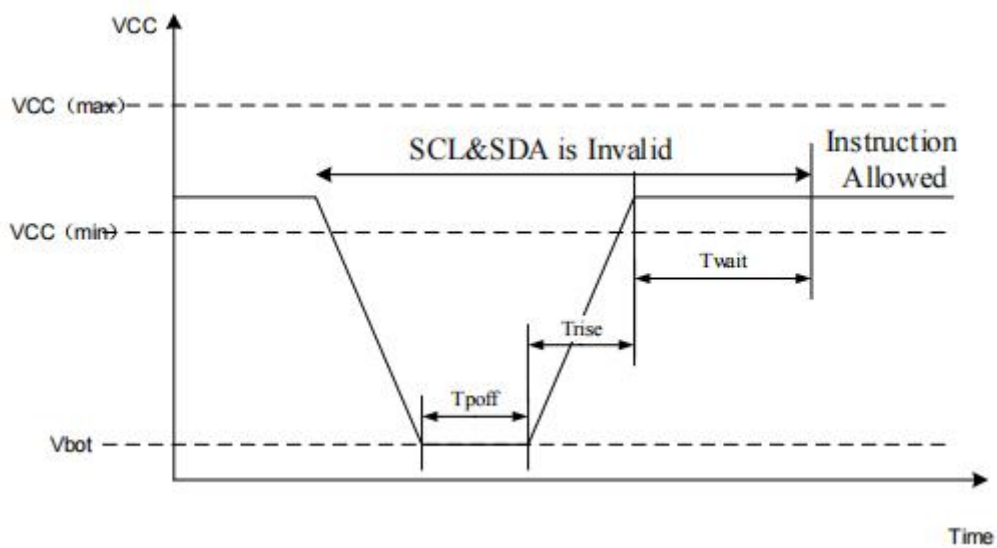 VCC
VCC（max）
SCL&SDA is Invalid
Instruction
Allowed
VCC（min）
Twait
Trise
Tpoff
Vbot
Time